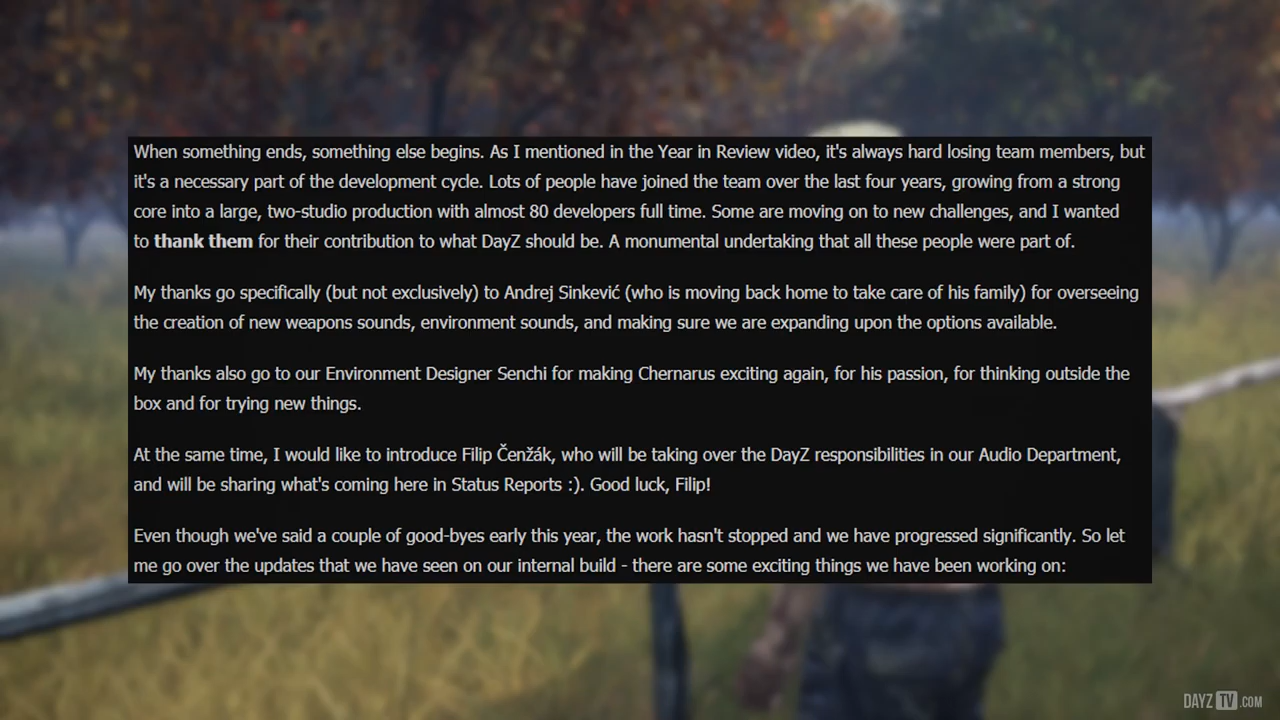 When something ends, something else begins. As I mentioned in the Year in Review video, it's always hard losing team members, but
it's a necessary part of the development cycle. Lots of people have joined the team over the last four years, growing from a strong
core into a large, two-studio production with almost 80 developers full time. Some are moving on to new challenges, and I wanted
to thank them for their contribution to what DayZ should be. A monumental undertaking that all these people were part of.
My thanks go specifically (but not exclusively) to Andrej Sinkević (who is moving back home to take care of his family) for overseeing
the creation of new weapons sounds, environment sounds, and making sure we are expanding upon the options available.
My thanks also go to our Environment Designer Senchi for making Chernarus exciting again, for his passion, for thinking outside the
box and for trying new things.
At the same time, I would like to introduce Filip Čenžák, who will be taking over the DayZ responsibilities in our Audio Department,
and will be sharing what's coming here in Status Reports :). Good luck, Filip!
Even though we've said a couple of good-byes early this year, the work hasn't stopped and we have progressed significantly. So let
me go over the updates that we have seen on our internal build - there are some exciting things we have been working on:
DAYZ TV .COM